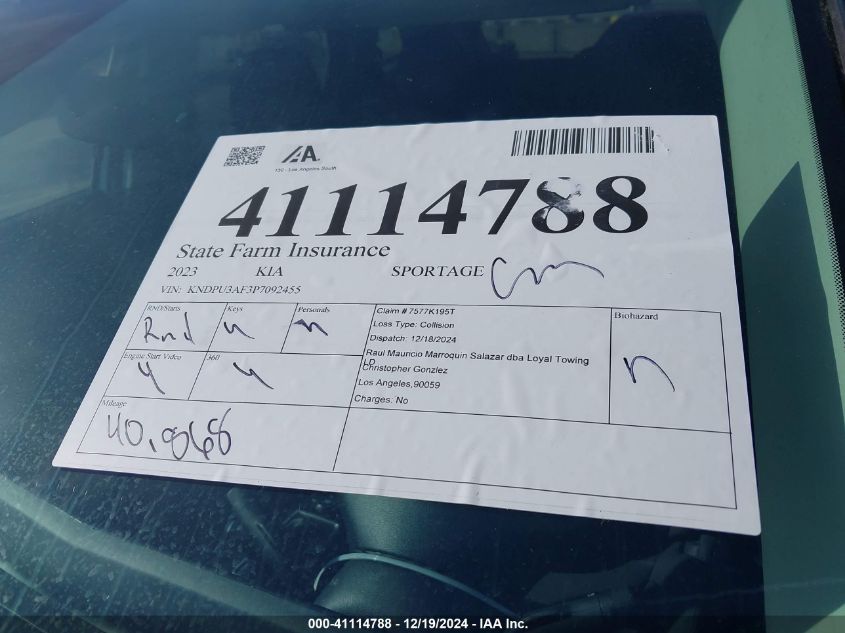 IAA.
720 - Los Angeles South
41114788
State Farm Insurance
2023 KIA SPORTAGE
VIN: KNDPU3AF3P7092455
RND/Starts Keys Personals
Rnd y n
Engine Start Video 360
y y
Mileage
40,868
Claim # 7577K195T
Loss Type: Collision
Dispatch: 12/18/2024
Raul Mauricio Marroquin Salazar dba Loyal Towing
LD
Christopher Gonzlez
Los Angeles,90059
Charges: No
Biohazard
n
000-41114788 - 12/19/2024 - IAA Inc.